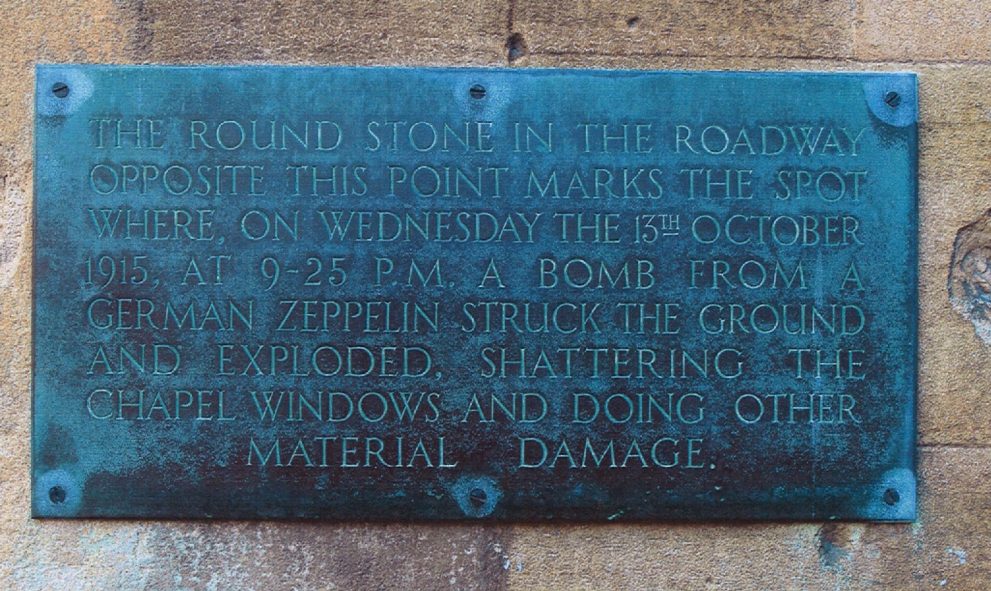 THE ROUND STONE IN THE ROADWAY
OPPOSITE THIS POINT MARKS THE SPOT
WHERE, ON WEDNESDAY THE 13TH OCTOBER
1915, AT 9-25 P.M. A BOMB FROM A
GERMAN ZEPPELIN STRUCK THE GROUND
AND EXPLODED, SHATTERING THE
CHAPEL WINDOWS AND DOING OTHER
MATERIAL DAMAGE.